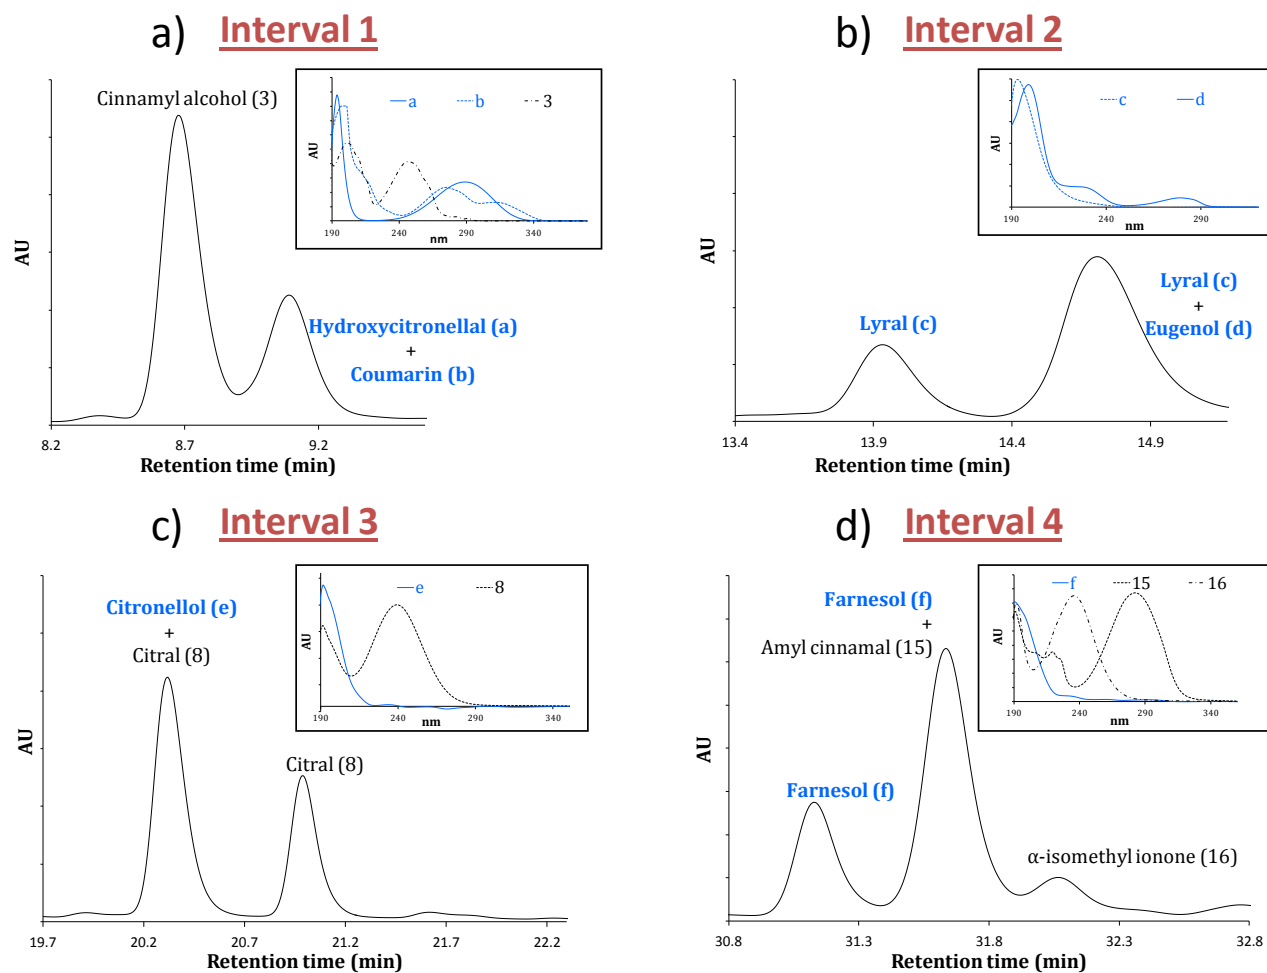 a) Interval 1
Cinnamyl alcohol (3)
a b 3
AU
190 240 290 340
nm
AU
Hydroxycitronellal (a)
+
Coumarin (b)
8.2 8.7 9.2
Retention time (min)
b) Interval 2
c d
AU
190 240 290
nm
AU
Lyral (c)
Lyral (c)
+
Eugenol (d)
13.4 13.9 14.4 14.9
Retention time (min)
c) Interval 3
Citronellol (e)
+
Citral (8)
e 8
AU
190 240 290 340
nm
AU
Citral (8)
19.7 20.2 20.7 21.2 21.7 22.2
Retention time (min)
d) Interval 4
Farnesol (f)
+
Amyl cinnamal (15)
f 15 16
AU
190 240 290 340
nm
AU
Farnesol (f)
α-isomethyl ionone (16)
30.8 31.3 31.8 32.3 32.8
Retention time (min)